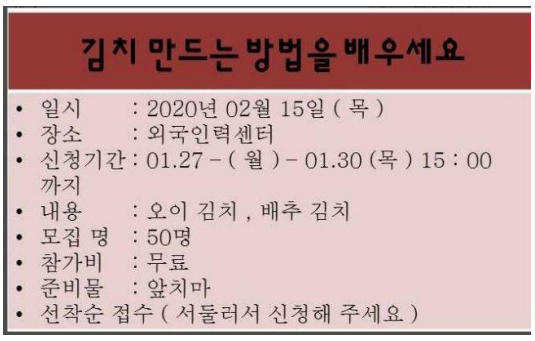 김치 만드는 방법을 배우세요
• 일시 : 2020년 02월 15일 ( 목 )
• 장소 : 외국인력센터
• 신청기간 : 01.27 – ( 월 ) – 01.30 (목 ) 15 : 00
까지
• 내용 : 오이 김치 , 배추 김치
• 모집 명 : 50명
• 참가비 : 무료
• 준비물 : 앞치마
• 선착순 접수 ( 서둘러서 신청해 주세요 )